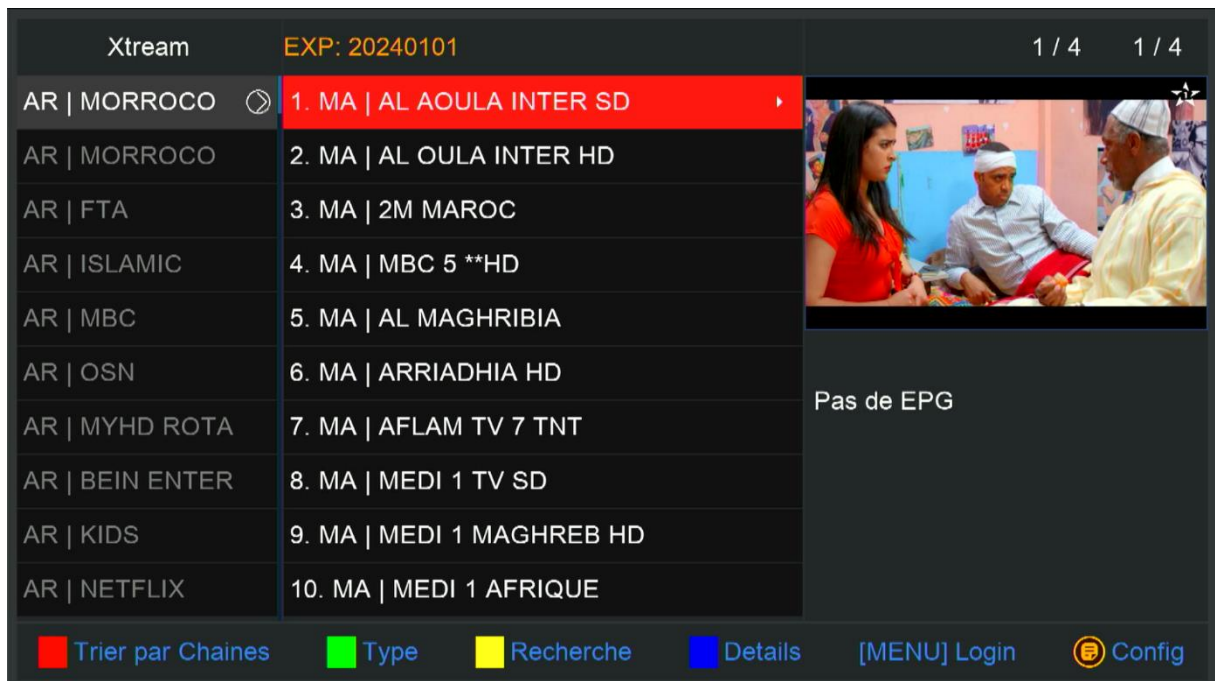 Xtream
EXP: 20240101
1 / 4 1 / 4
AR | MORROCO
AR | MORROCO
AR | FTA
AR | ISLAMIC
AR | MBC
AR | OSN
AR | MYHD ROTA
AR | BEIN ENTER
AR | KIDS
AR | NETFLIX
1. MA | AL AOULA INTER SD
2. MA | AL OULA INTER HD
3. MA | 2M MAROC
4. MA | MBC 5 **HD
5. MA | AL MAGHRIBIA
6. MA | ARRIADHIA HD
7. MA | AFLAM TV 7 TNT
8. MA | MEDI 1 TV SD
9. MA | MEDI 1 MAGHREB HD
10. MA | MEDI 1 AFRIQUE
Pas de EPG
Trier par Chaines
Type
Recherche
Details
[MENU] Login
Config